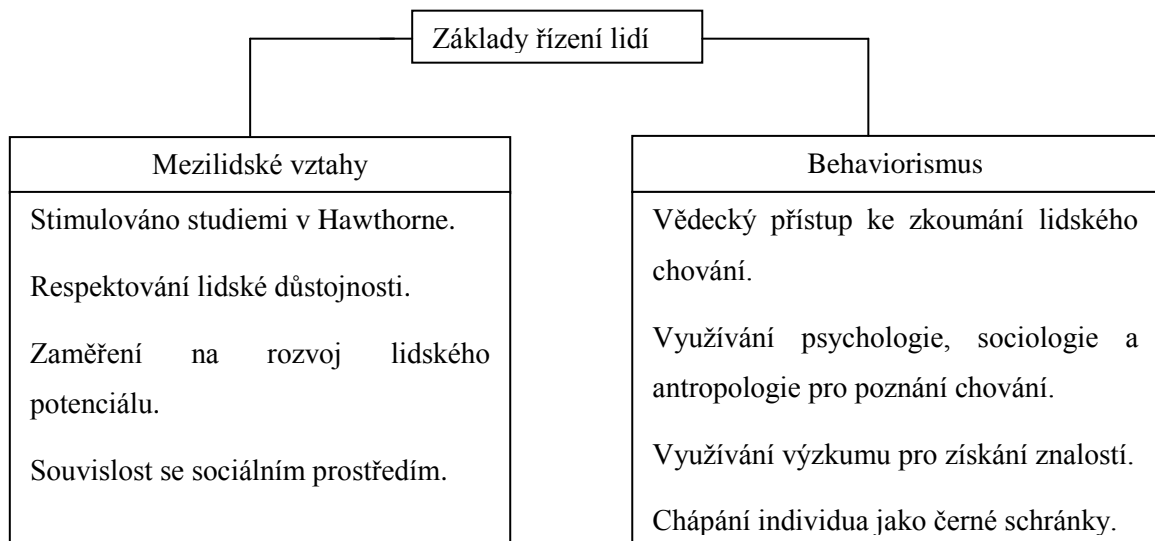 Základy řízení lidí
Mezilidské vztahy
Stimulováno studiemi v Hawthorne.
Respektování lidské důstojnosti.
Zaměření na rozvoj lidského
potenciálu.
Souvislost se sociálním prostředím.
Behaviorismus
Vědecký přístup ke zkoumání lidského
chování.
Využívání psychologie, sociologie a
antropologie pro poznání chování.
Využívání výzkumu pro získání znalostí.
Chápání individua jako černé schránky.